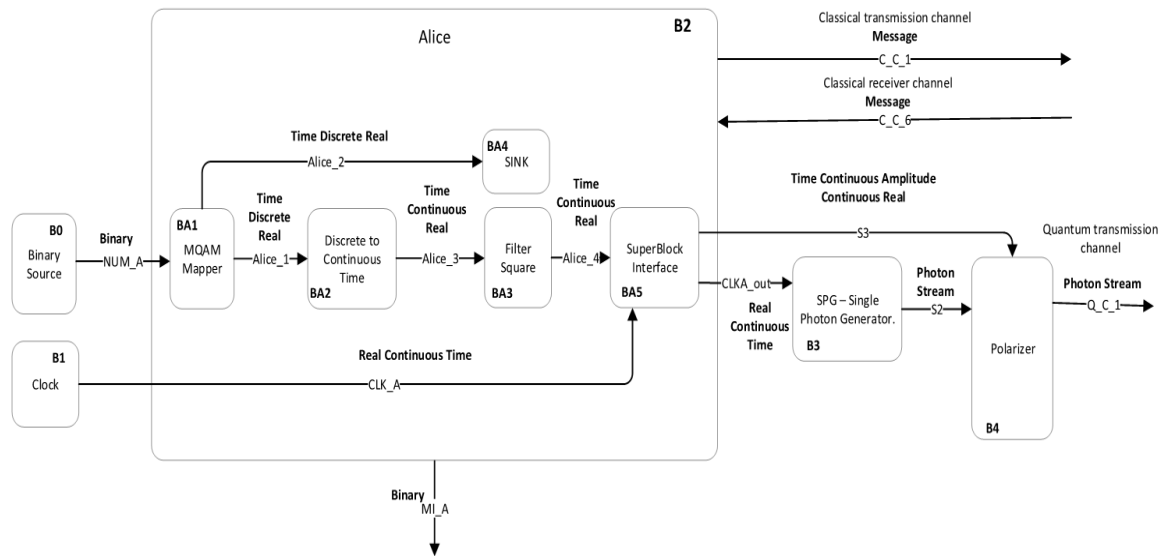 B2
Alice
Classical transmission channel
Message
C_C_1
Classical receiver channel
Message
C_C_6
Time Discrete Real
Alice_2
BA4
SINK
B0
Binary
Source
Binary
NUM_A
BA1
MQAM
Mapper
Time
Discrete
Real
Alice_1
Discrete to
Continuous
Time
BA2
Time
Continuous
Real
Alice_3
Filter
Square
BA3
Time
Continuous
Real
Alice_4
SuperBlock
Interface
BA5
Time Continuous Amplitude
Continuous Real
S3
CLKA_out
Real
Continuous
Time
SPG – Single
Photon Generator.
B3
Photon
Stream
S2
Polarizer
B4
Quantum transmission
channel
Photon Stream
Q_C_1
B1
Clock
Real Continuous Time
CLK_A
Binary
MI_A